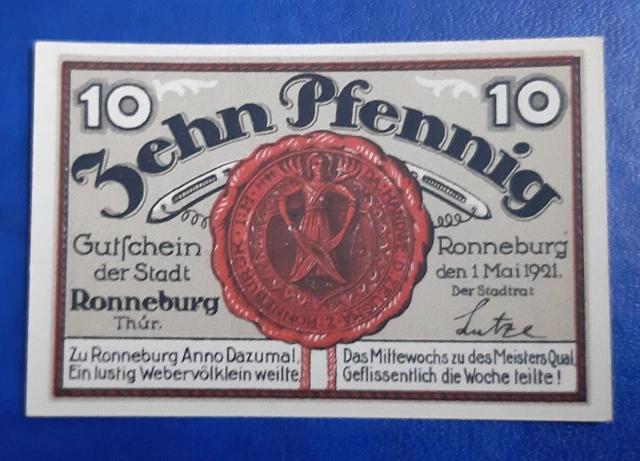 10 10
Zehn Pfennig
Gutſchein
der Stadt
Ronneburg
Thür.
Ronneburg
den 1 Mai 1921.
Der Stadtrat
Lutze
Zu Ronneburg Anno Dazumal,
Ein lustig Webervölklein weilte,
Das Mittewochs zu des Meisters Qual,
Geflissentlich die Woche teilte!